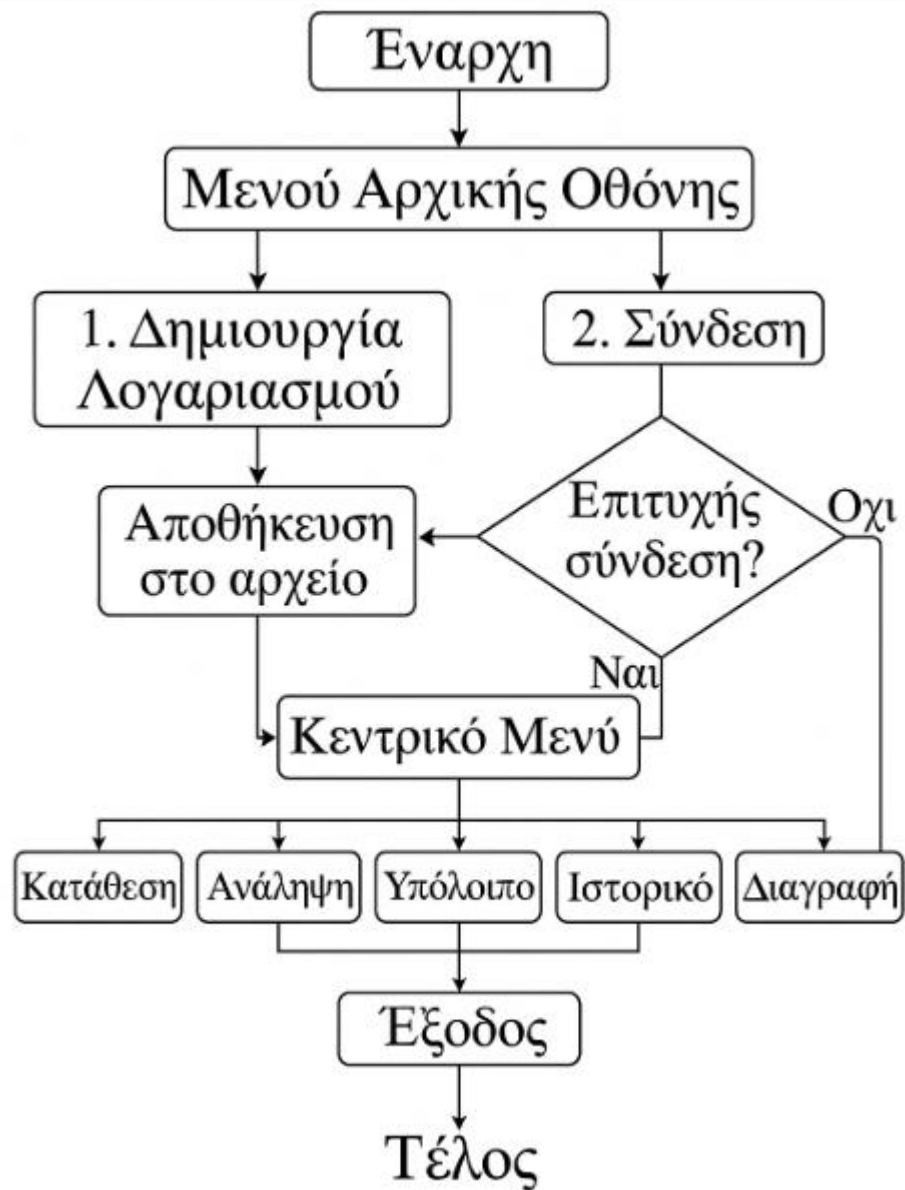 Έναρχη
Μενού Αρχικής Οθόνης
1. Δημιουργία
Λογαριασμού
2. Σύνδεση
Αποθήκευση
στο αρχείο
Επιτυχής
σύνδεση?
Οχι
Ναι
Κεντρικό Μενύ
Κατάθεση
Ανάληψη
Υπόλοιπο
Ιστορικό
Διαγραφή
Έξοδος
Τέλος